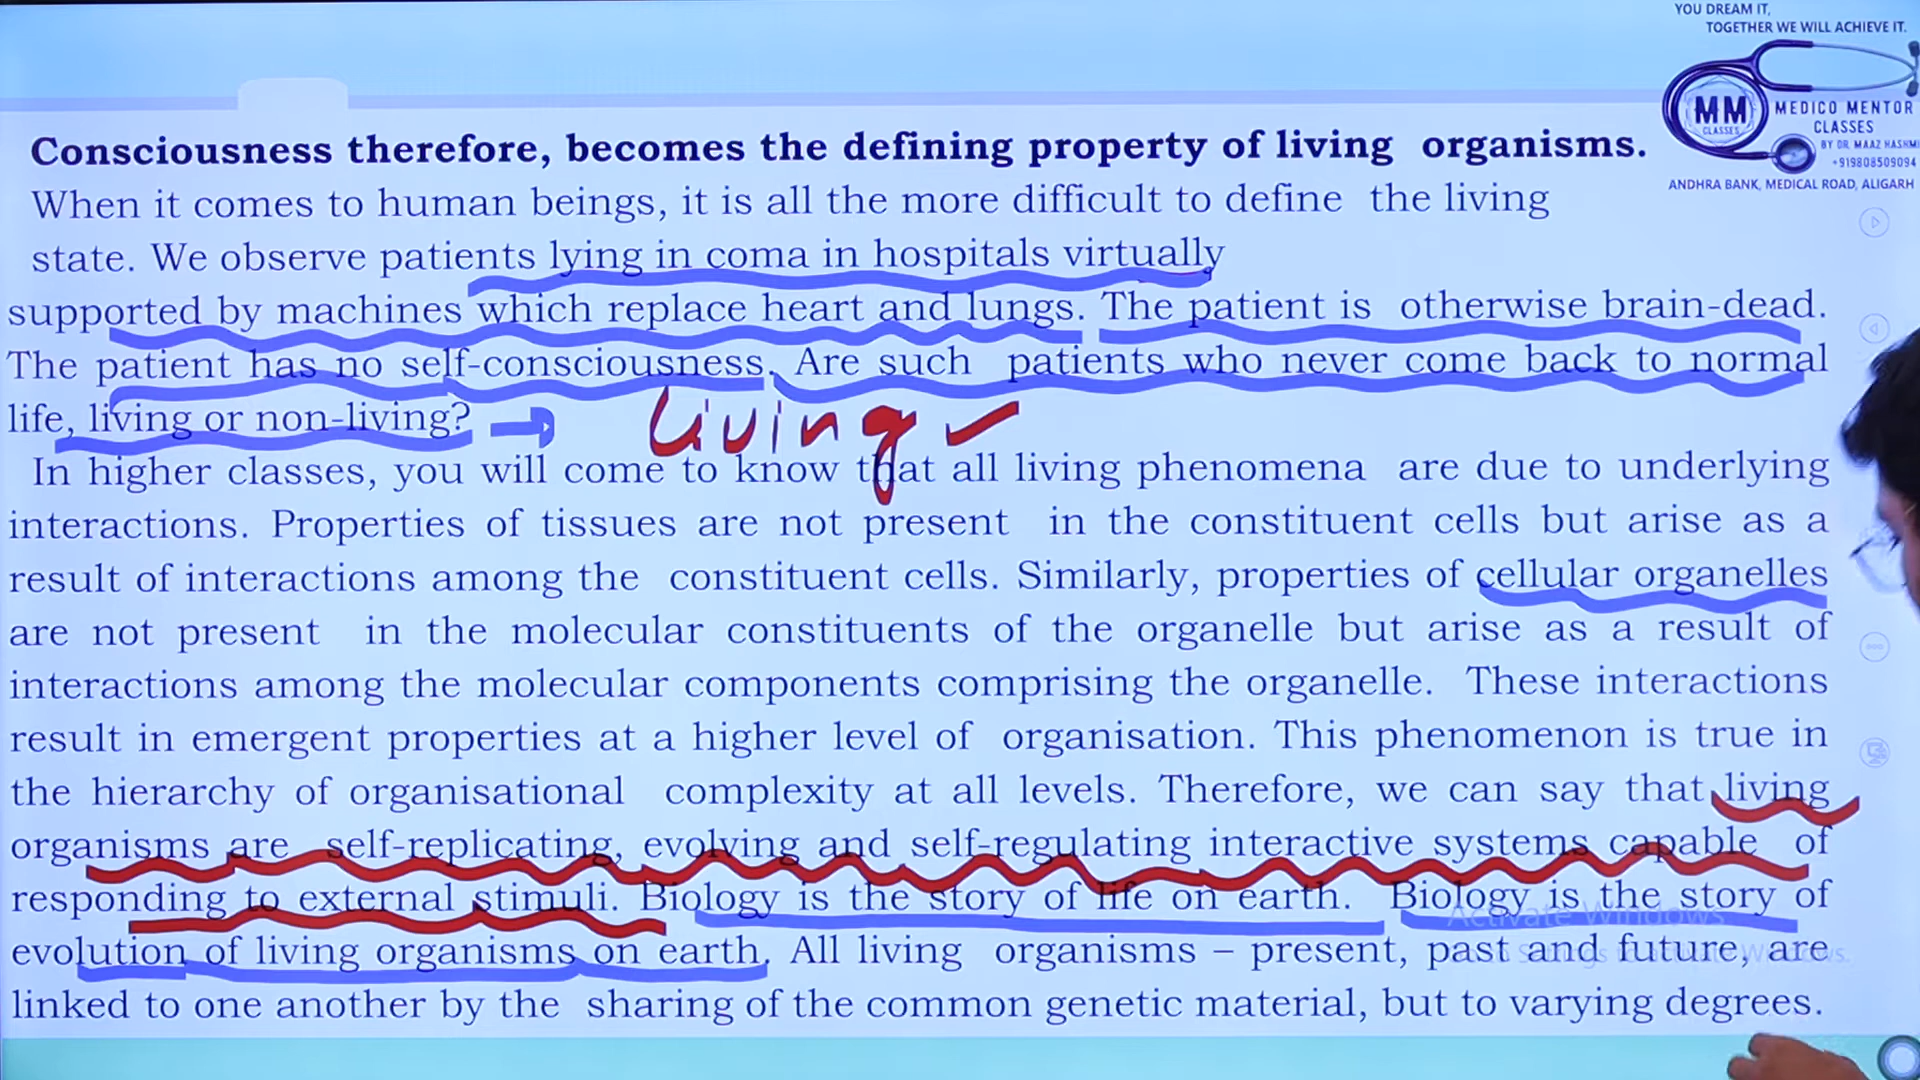 YOU DREAM IT,
TOGETHER WE WILL ACHIEVE IT.
MM
CLASSES
MEDICO MENTOR
CLASSES
BY DR. MAAZ HASHMI
+919808509094
ANDHRA BANK, MEDICAL ROAD, ALIGARH
Consciousness therefore, becomes the defining property of living organisms.
When it comes to human beings, it is all the more difficult to define the living
state. We observe patients lying in coma in hospitals virtually
supported by machines which replace heart and lungs. The patient is otherwise brain-dead.
The patient has no self-consciousness. Are such patients who never come back to normal
life, living or non-living?
Living
In higher classes, you will come to know that all living phenomena are due to underlying
interactions. Properties of tissues are not present in the constituent cells but arise as a
result of interactions among the constituent cells. Similarly, properties of cellular organelles
are not present in the molecular constituents of the organelle but arise as a result of
interactions among the molecular components comprising the organelle. These interactions
result in emergent properties at a higher level of organisation. This phenomenon is true in
the hierarchy of organisational complexity at all levels. Therefore, we can say that living
organisms are self-replicating, evolving and self-regulating interactive systems capable of
responding to external stimuli. Biology is the story of life on earth. Biology is the story of
evolution of living organisms on earth. All living organisms – present, past and future, are
linked to one another by the sharing of the common genetic material, but to varying degrees.
Activate Windows